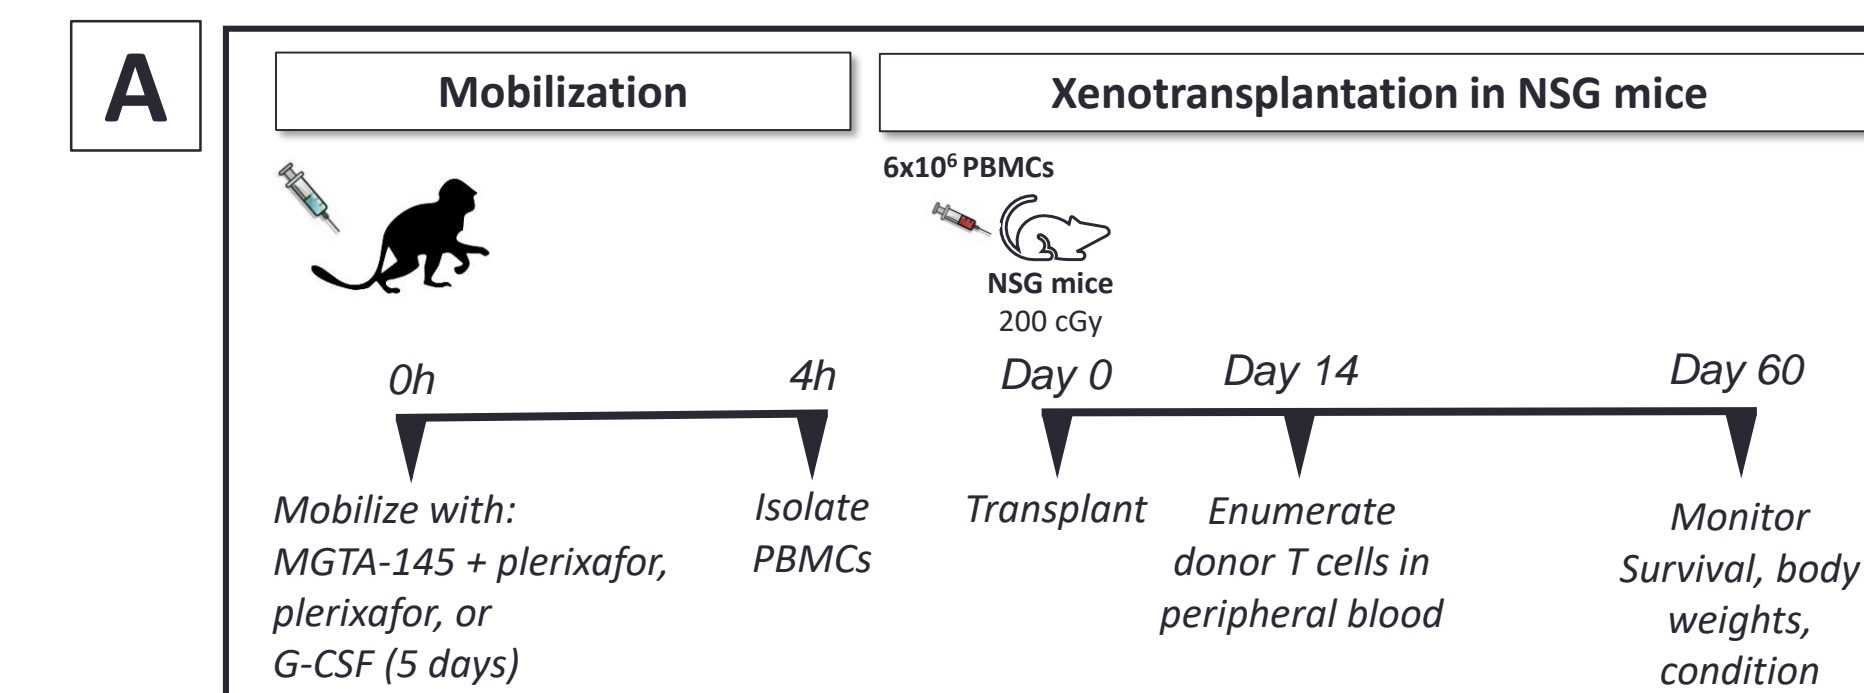 A
Mobilization
Xenotransplantation in NSG mice
6x10⁶ PBMCs
NSG mice
200 cGy
0h
4h
Day 0
Day 14
Day 60
Mobilize with:
MGTA-145 + plerixafor,
plerixafor, or
G-CSF (5 days)
Isolate
PBMCs
Transplant
Enumerate
donor T cells in
peripheral blood
Monitor
Survival, body
weights,
condition